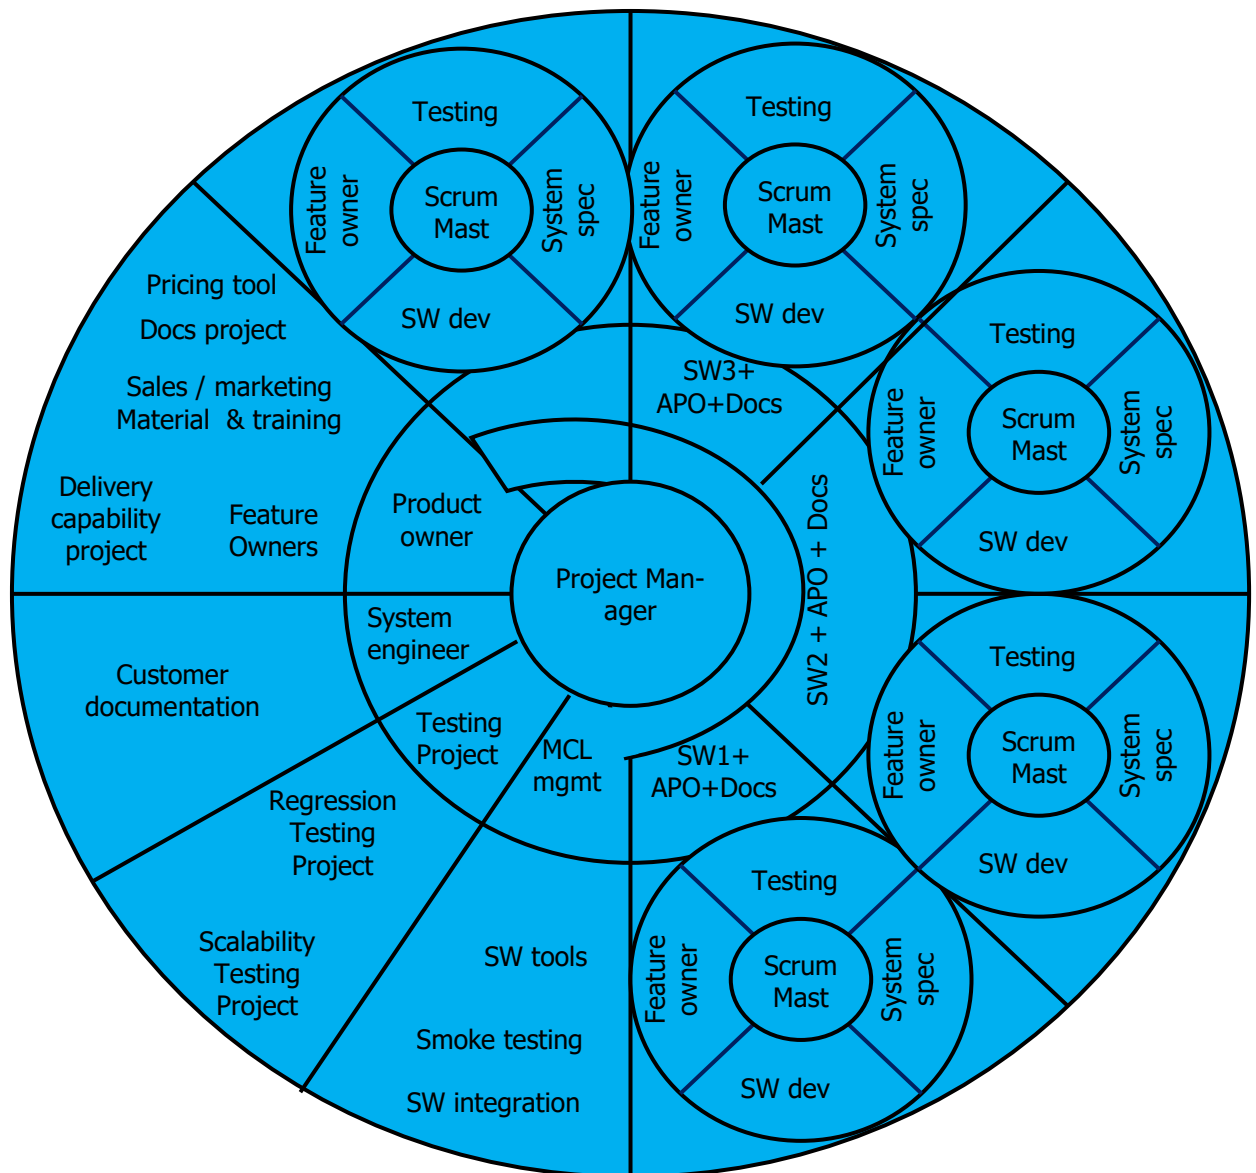 Testing
Feature
owner
Scrum
Mast
System
spec
SW dev
Testing
Feature
owner
Scrum
Mast
System
spec
SW dev
Pricing tool
Docs project
Sales / marketing
Material & training
Delivery
capability
project
Feature
Owners
Product
owner
SW3+
APO+Docs
Testing
Feature
owner
Scrum
Mast
System
spec
SW dev
SW2 + APO + Docs
Project Man-
ager
System
engineer
Customer
documentation
Testing
Project
MCL
mgmt
SW1+
APO+Docs
Testing
Feature
owner
Scrum
Mast
System
spec
SW dev
Regression
Testing
Project
Scalability
Testing
Project
SW tools
Smoke testing
SW integration
Testing
Feature
owner
Scrum
Mast
System
spec
SW dev